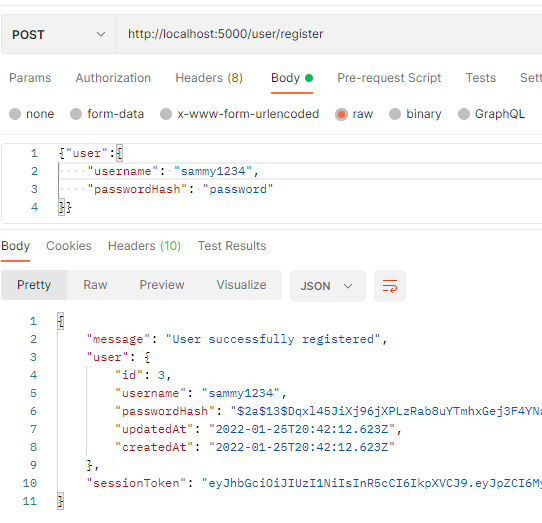 POST http://localhost:5000/user/register
Params Authorization Headers (8) Body Pre-request Script Tests Sett
none form-data x-www-form-urlencoded raw binary GraphQL
1 {"user":{
2 "username": "sammy1234",
3 "passwordHash": "password"
4 }}
Body Cookies Headers (10) Test Results
Pretty Raw Preview Visualize JSON
1 {
2 "message": "User successfully registered",
3 "user": {
4 "id": 3,
5 "username": "sammy1234",
6 "passwordHash": "$2a$13$Dqxl45JiXj96jXPLzRab8uYTmhxGej3F4YNa
7 "updatedAt": "2022-01-25T20:42:12.623Z",
8 "createdAt": "2022-01-25T20:42:12.623Z"
9 },
10 "sessionToken": "eyJhbGciOiJIUzI1NiIsInR5cCI6IkpXVCJ9.eyJpZCI6My
11 }